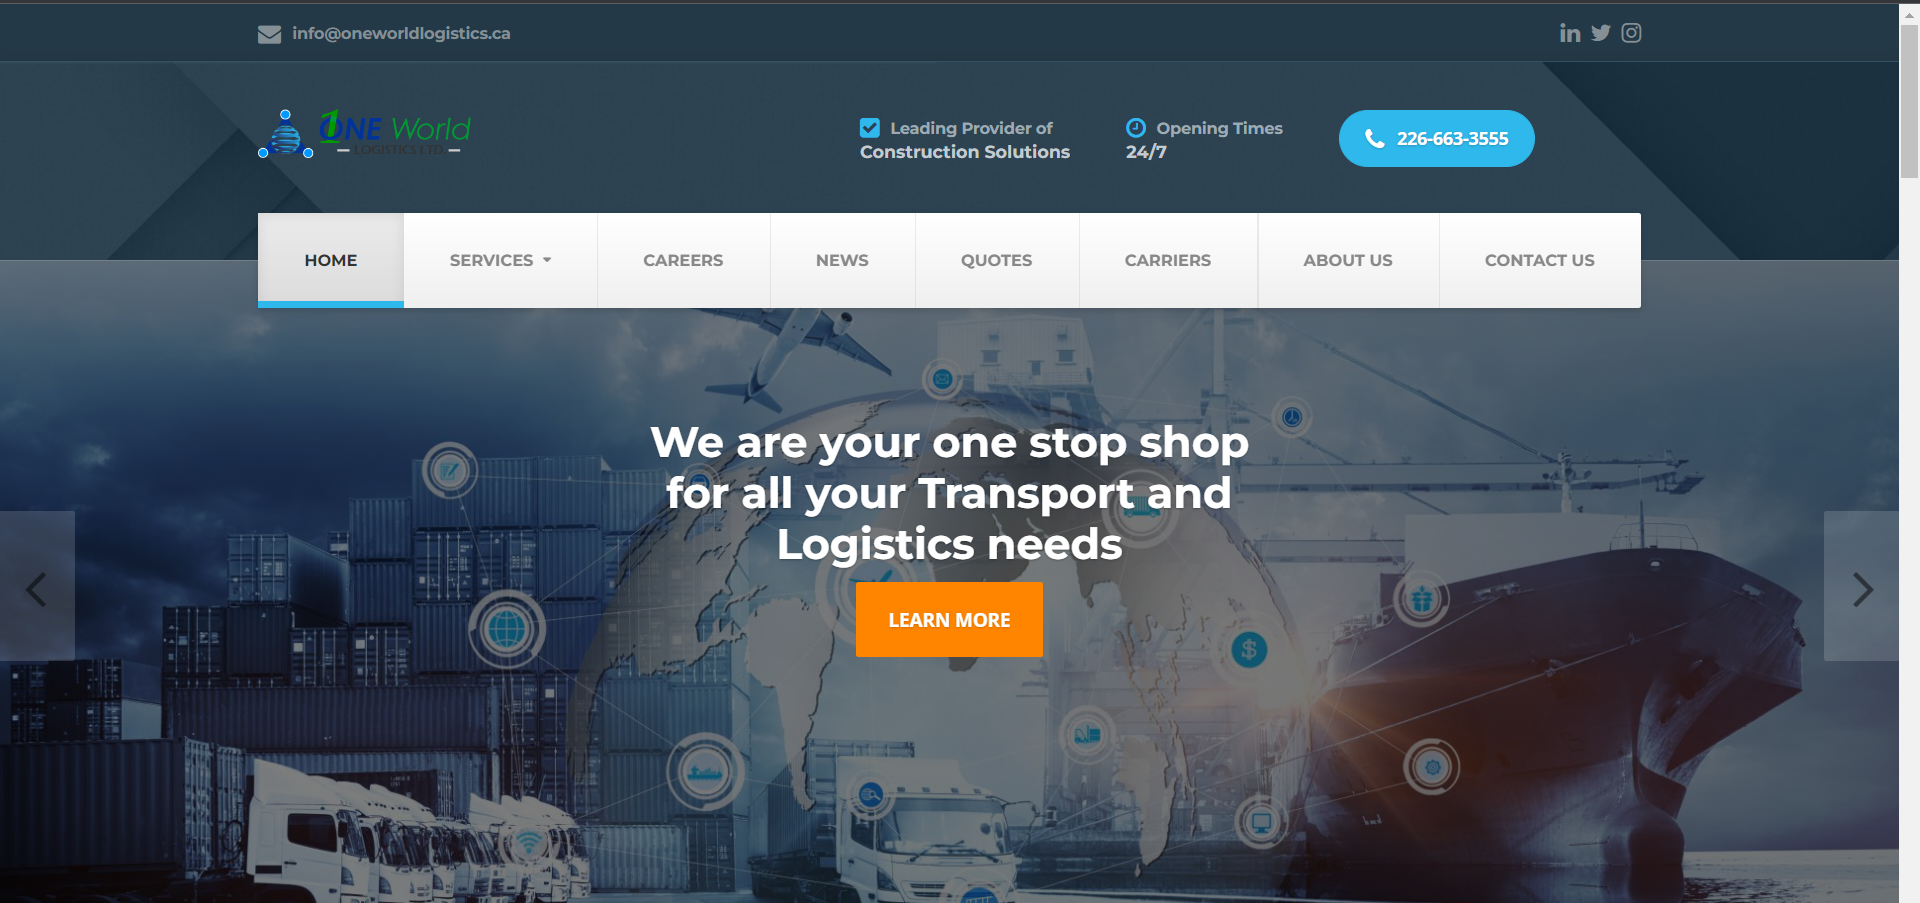 info@oneworldlogistics.ca
1ONE World
LOGISTICS LTD.
Leading Provider of
Construction Solutions
Opening Times
24/7
226-663-3555
HOME
SERVICES
CAREERS
NEWS
QUOTES
CARRIERS
ABOUT US
CONTACT US
We are your one stop shop
for all your Transport and
Logistics needs
LEARN MORE